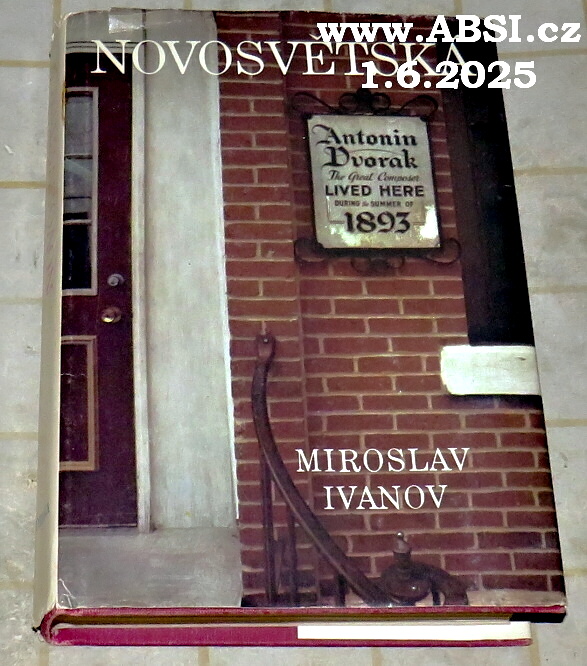 www.ABSI.cz
NOVOSVĚTSKÁ
1.6.2025
Antonin
Dvorak
The Great Composer
LIVED HERE
DURING the SUMMER OF
1893
MIROSLAV
IVANOV